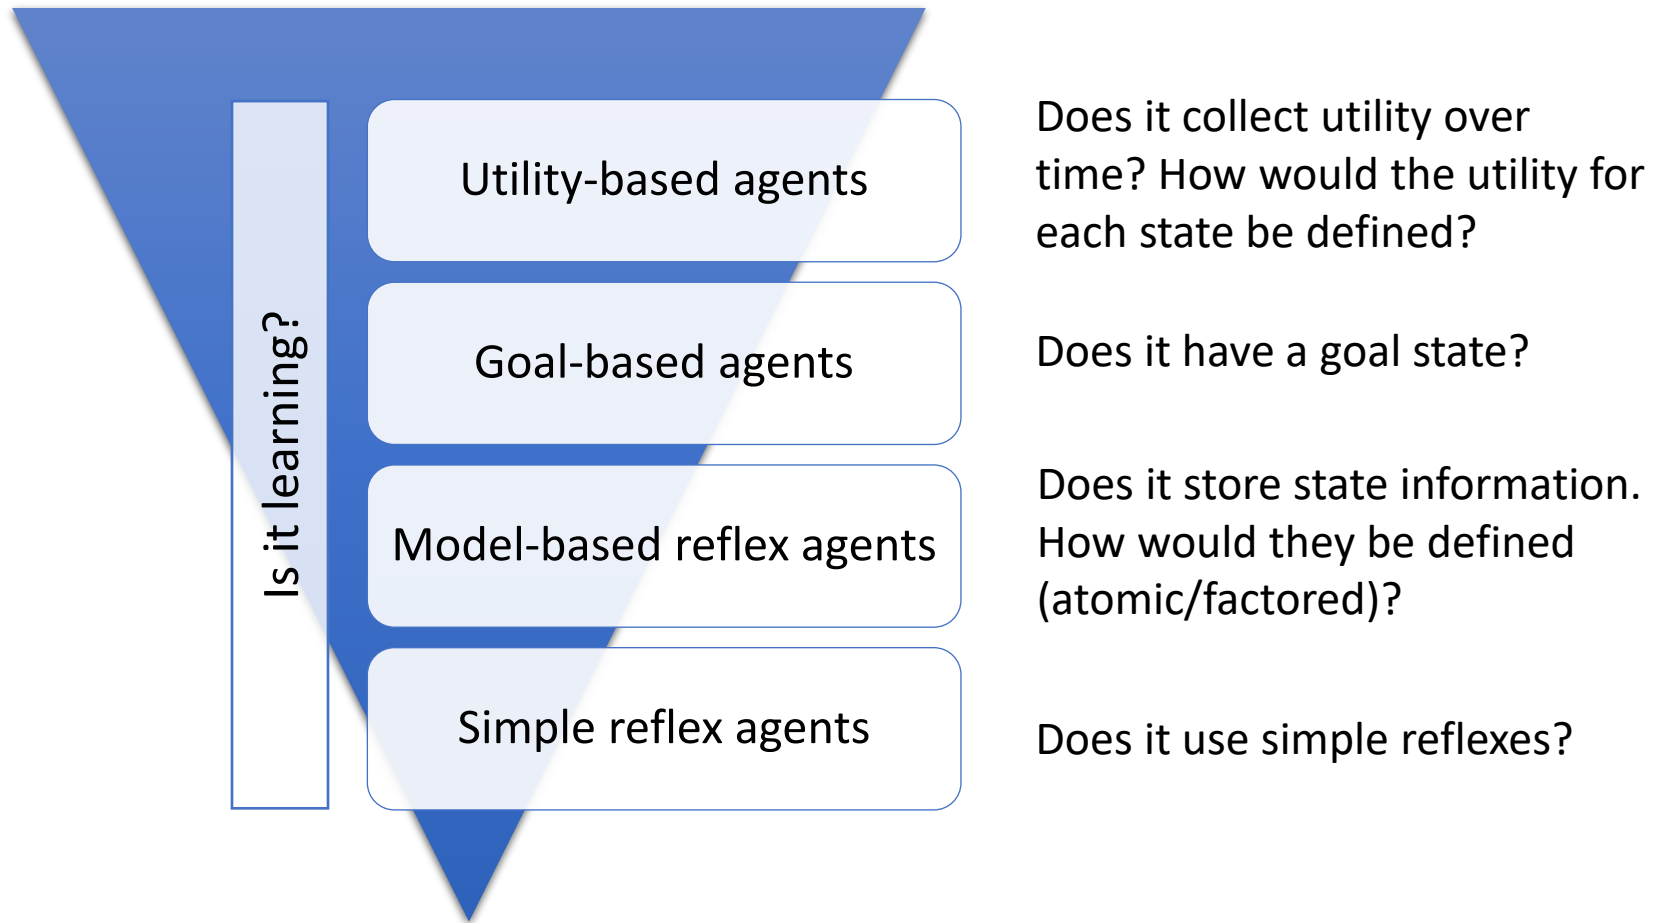 Is it learning?
Utility-based agents
Does it collect utility over
time? How would the utility for
each state be defined?
Goal-based agents
Does it have a goal state?
Model-based reflex agents
Does it store state information.
How would they be defined
(atomic/factored)?
Simple reflex agents
Does it use simple reflexes?